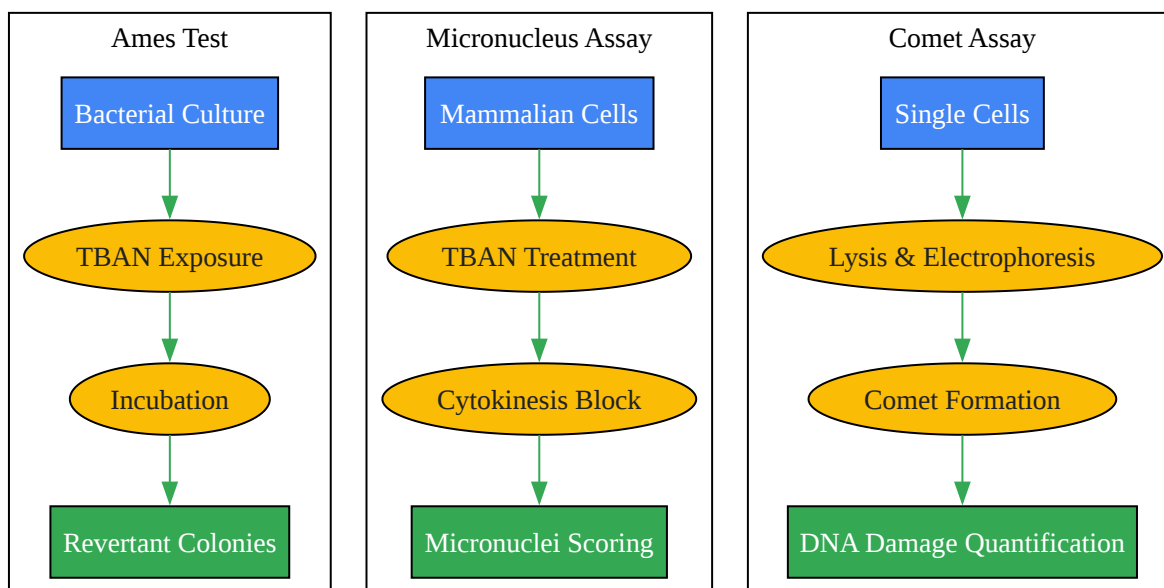 Ames Test
Bacterial Culture
TBAN Exposure
Incubation
Revertant Colonies
Micronucleus Assay
Mammalian Cells
TBAN Treatment
Cytokinesis Block
Micronuclei Scoring
Comet Assay
Single Cells
Lysis & Electrophoresis
Comet Formation
DNA Damage Quantification